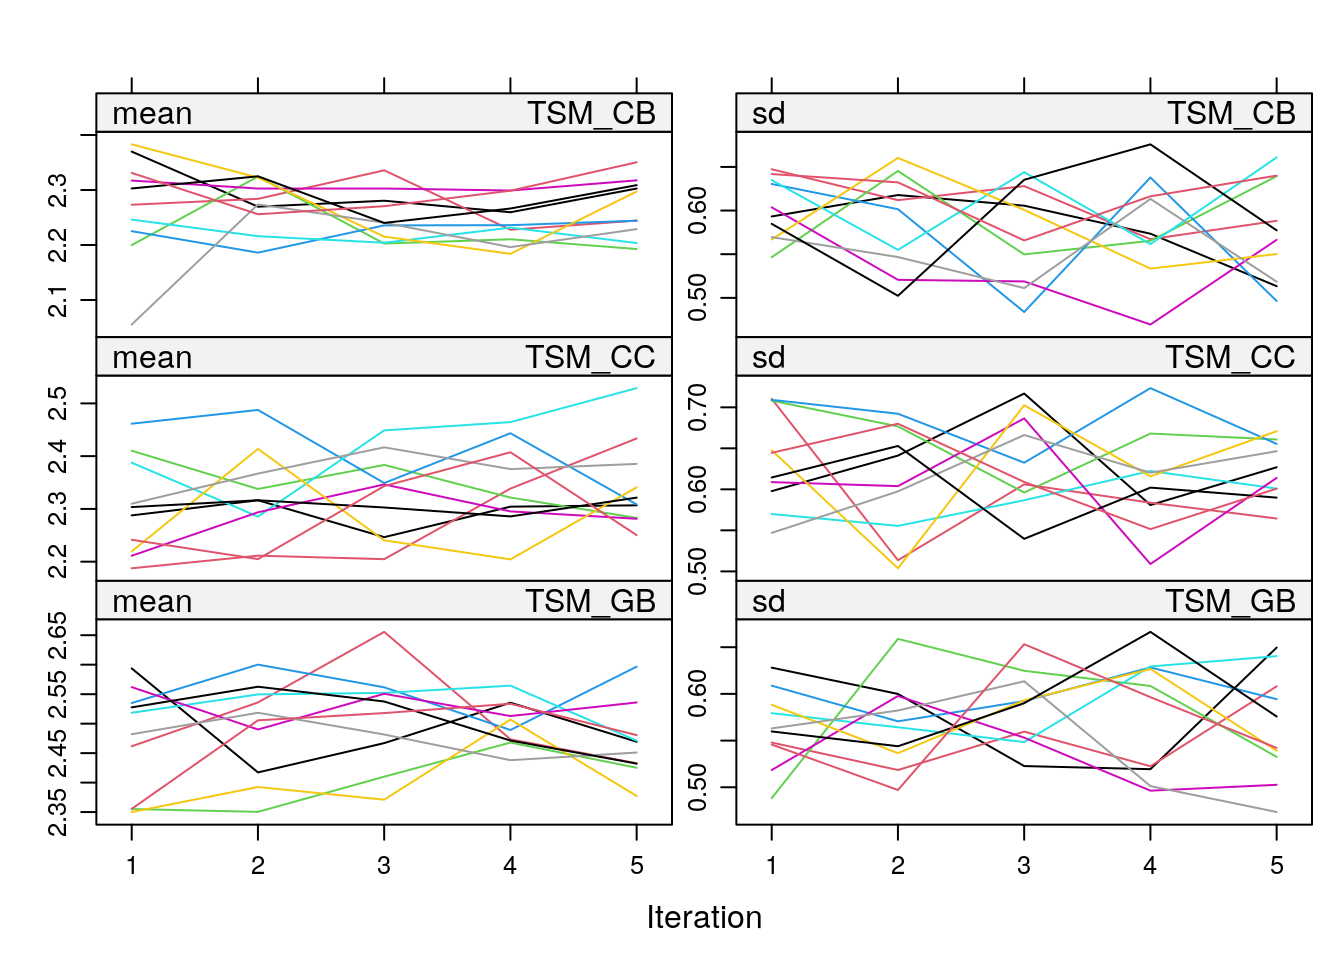 mean TSM_CB sd TSM_CB
2.3 0.60
2.2
2.1 0.50
mean TSM_CC sd TSM_CC
2.5 0.70
2.4
2.3 0.60
2.2 0.50
mean TSM_GB sd TSM_GB
2.65
2.55 0.60
2.45
2.35 0.50
1 2 3 4 5 1 2 3 4 5
Iteration